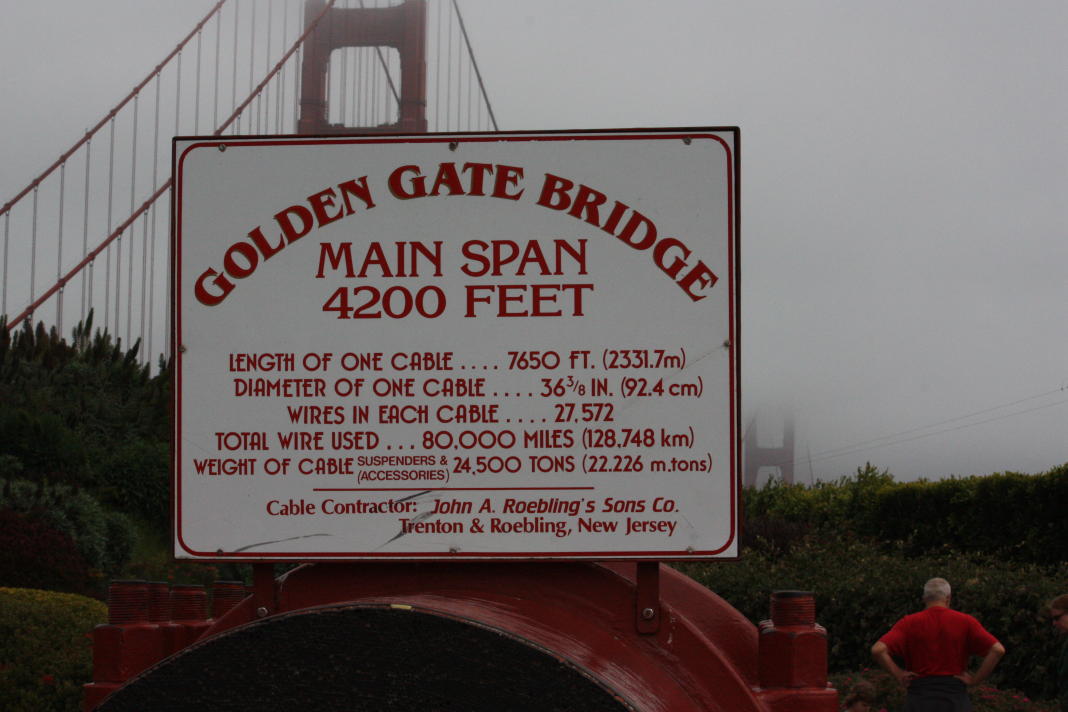 GOLDEN GATE BRIDGE
MAIN SPAN
4200 FEET
LENGTH OF ONE CABLE .... 7650 FT. (2331.7m)
DIAMETER OF ONE CABLE .... 36 3/8 IN. (92.4 cm)
WIRES IN EACH CABLE .... 27,572
TOTAL WIRE USED ... 80,000 MILES (128,748 km)
WEIGHT OF CABLE SUSPENDERS & (ACCESSORIES) 24,500 TONS (22.226 m.tons)
Cable Contractor: John A. Roebling's Sons Co.
Trenton & Roebling, New Jersey